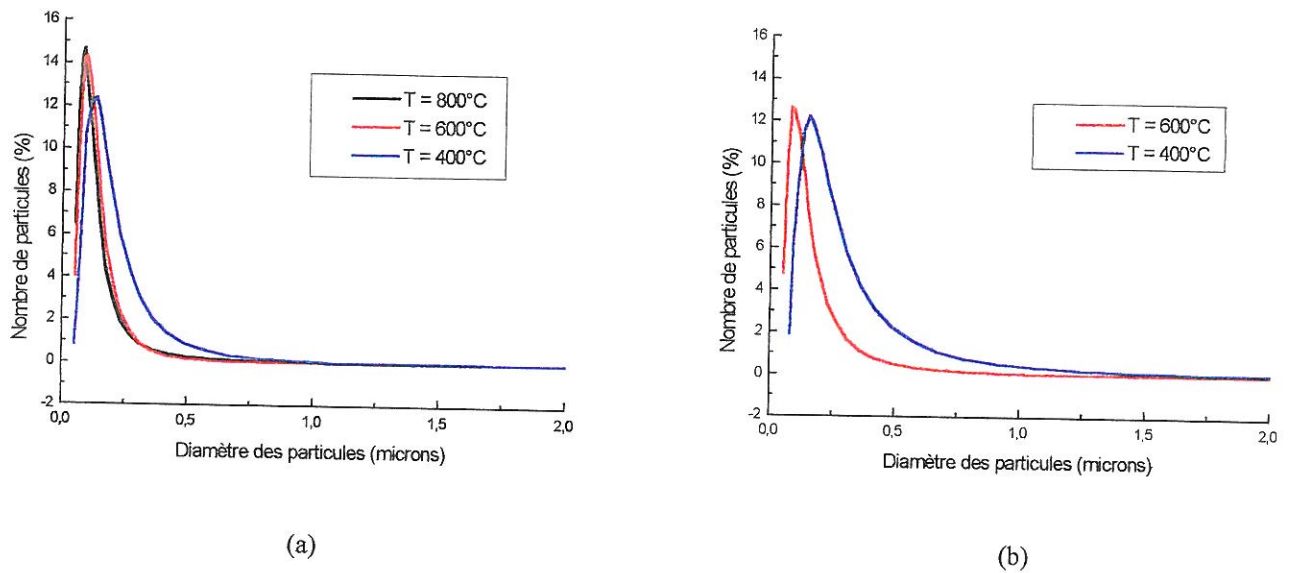 16
14
12
10
8
6
4
2
0
-2
Nombre de particules (%)
T = 800°C
T = 600°C
T = 400°C
0,0
0,5
1,0
1,5
2,0
Diamètre des particules (microns)
(a)
16
14
12
10
8
6
4
2
0
-2
Nombre de particules (%)
T = 600°C
T = 400°C
0,0
0,5
1,0
1,5
2,0
Diamètre des particules (microns)
(b)